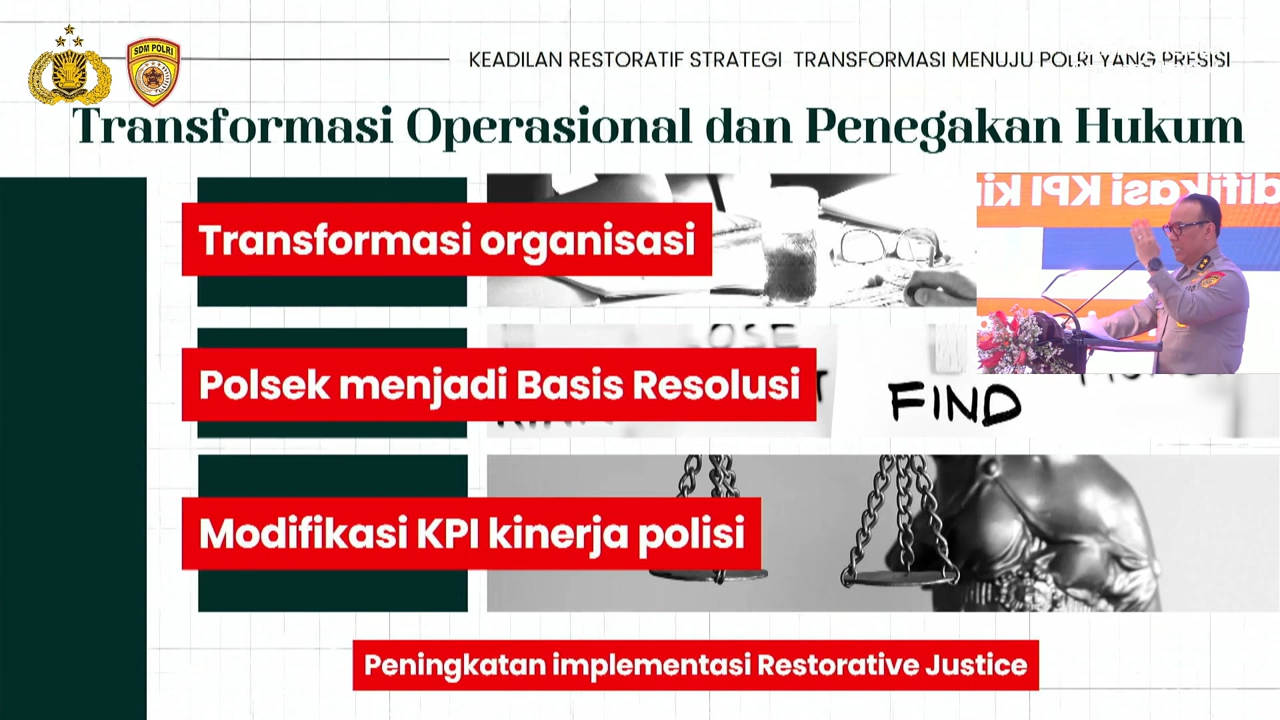 SDM POLRI
KEADILAN RESTORATIF STRATEGI TRANSFORMASI MENUJU POLRI YANG PRESISI
Transformasi Operasional dan Penegakan Hukum
Transformasi organisasi
Polsek menjadi Basis Resolusi
FIND
Modifikasi KPI kinerja polisi
Peningkatan implementasi Restorative Justice